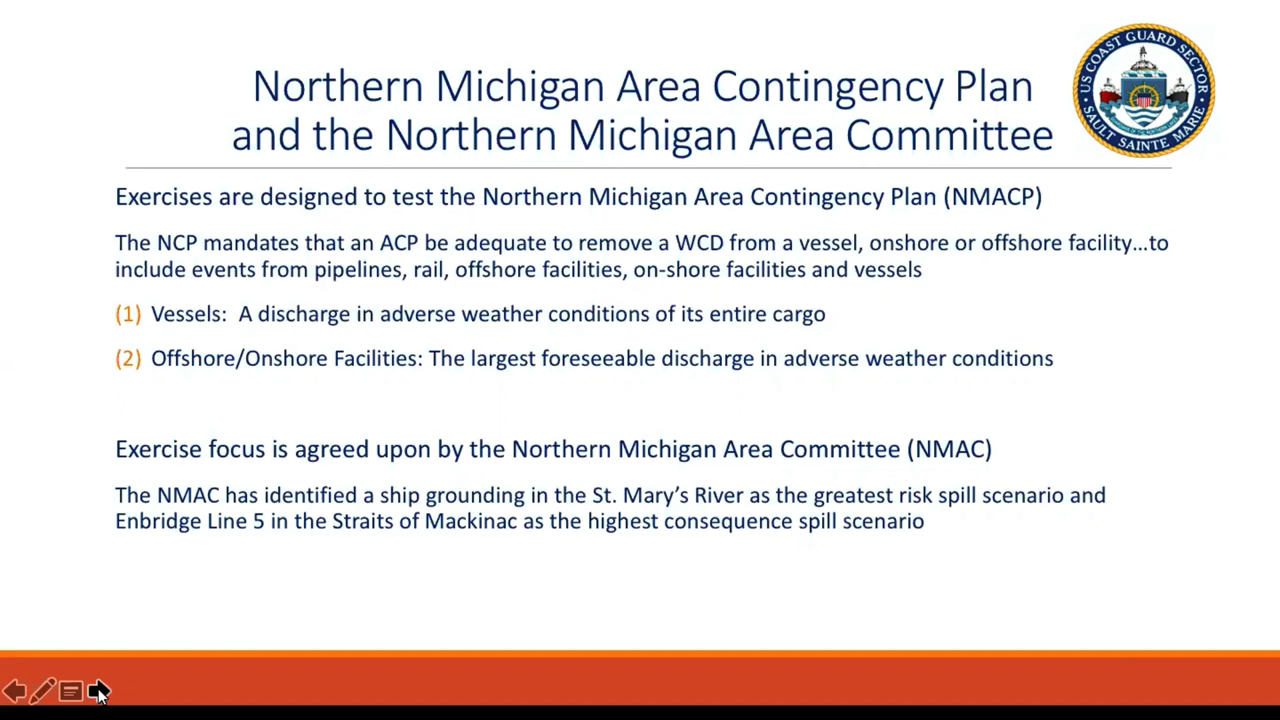 Northern Michigan Area Contingency Plan
and the Northern Michigan Area Committee
US COAST GUARD SECTOR
SAULT SAINTE MARIE
Exercises are designed to test the Northern Michigan Area Contingency Plan (NMACP)
The NCP mandates that an ACP be adequate to remove a WCD from a vessel, onshore or offshore facility…to
include events from pipelines, rail, offshore facilities, on-shore facilities and vessels
(1) Vessels: A discharge in adverse weather conditions of its entire cargo
(2) Offshore/Onshore Facilities: The largest foreseeable discharge in adverse weather conditions
Exercise focus is agreed upon by the Northern Michigan Area Committee (NMAC)
The NMAC has identified a ship grounding in the St. Mary’s River as the greatest risk spill scenario and
Enbridge Line 5 in the Straits of Mackinac as the highest consequence spill scenario